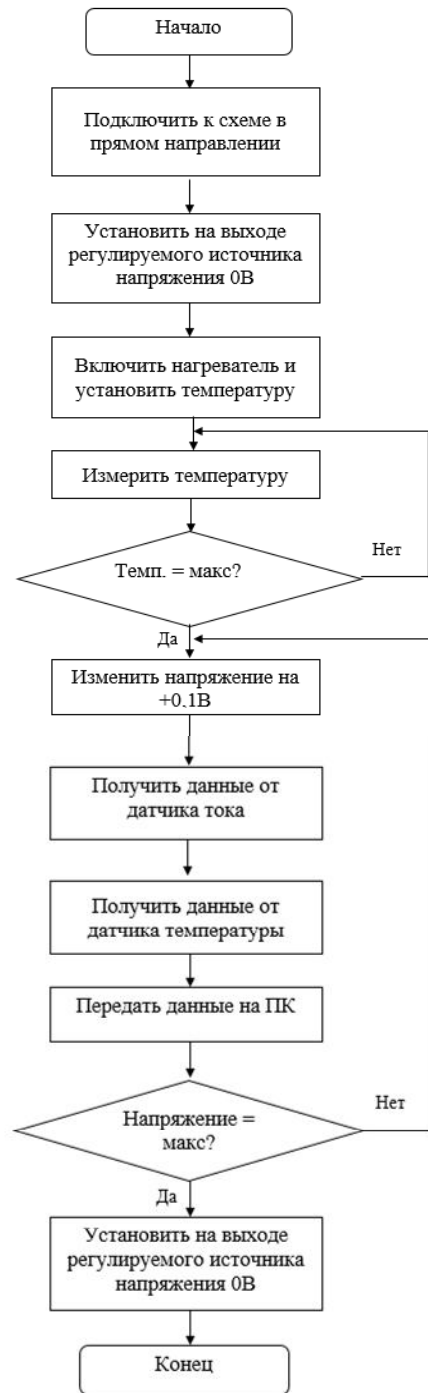 Начало
Подключить к схеме в
прямом направлении
Установить на выходе
регулируемого источника
напряжения 0В
Включить нагреватель и
установить температуру
Измерить температуру
Темп. = макс?
Нет
Да
Изменить напряжение на
+0.1В
Получить данные от
датчика тока
Получить данные от
датчика температуры
Передать данные на ПК
Напряжение =
макс?
Нет
Да
Установить на выходе
регулируемого источника
напряжения 0В
Конец